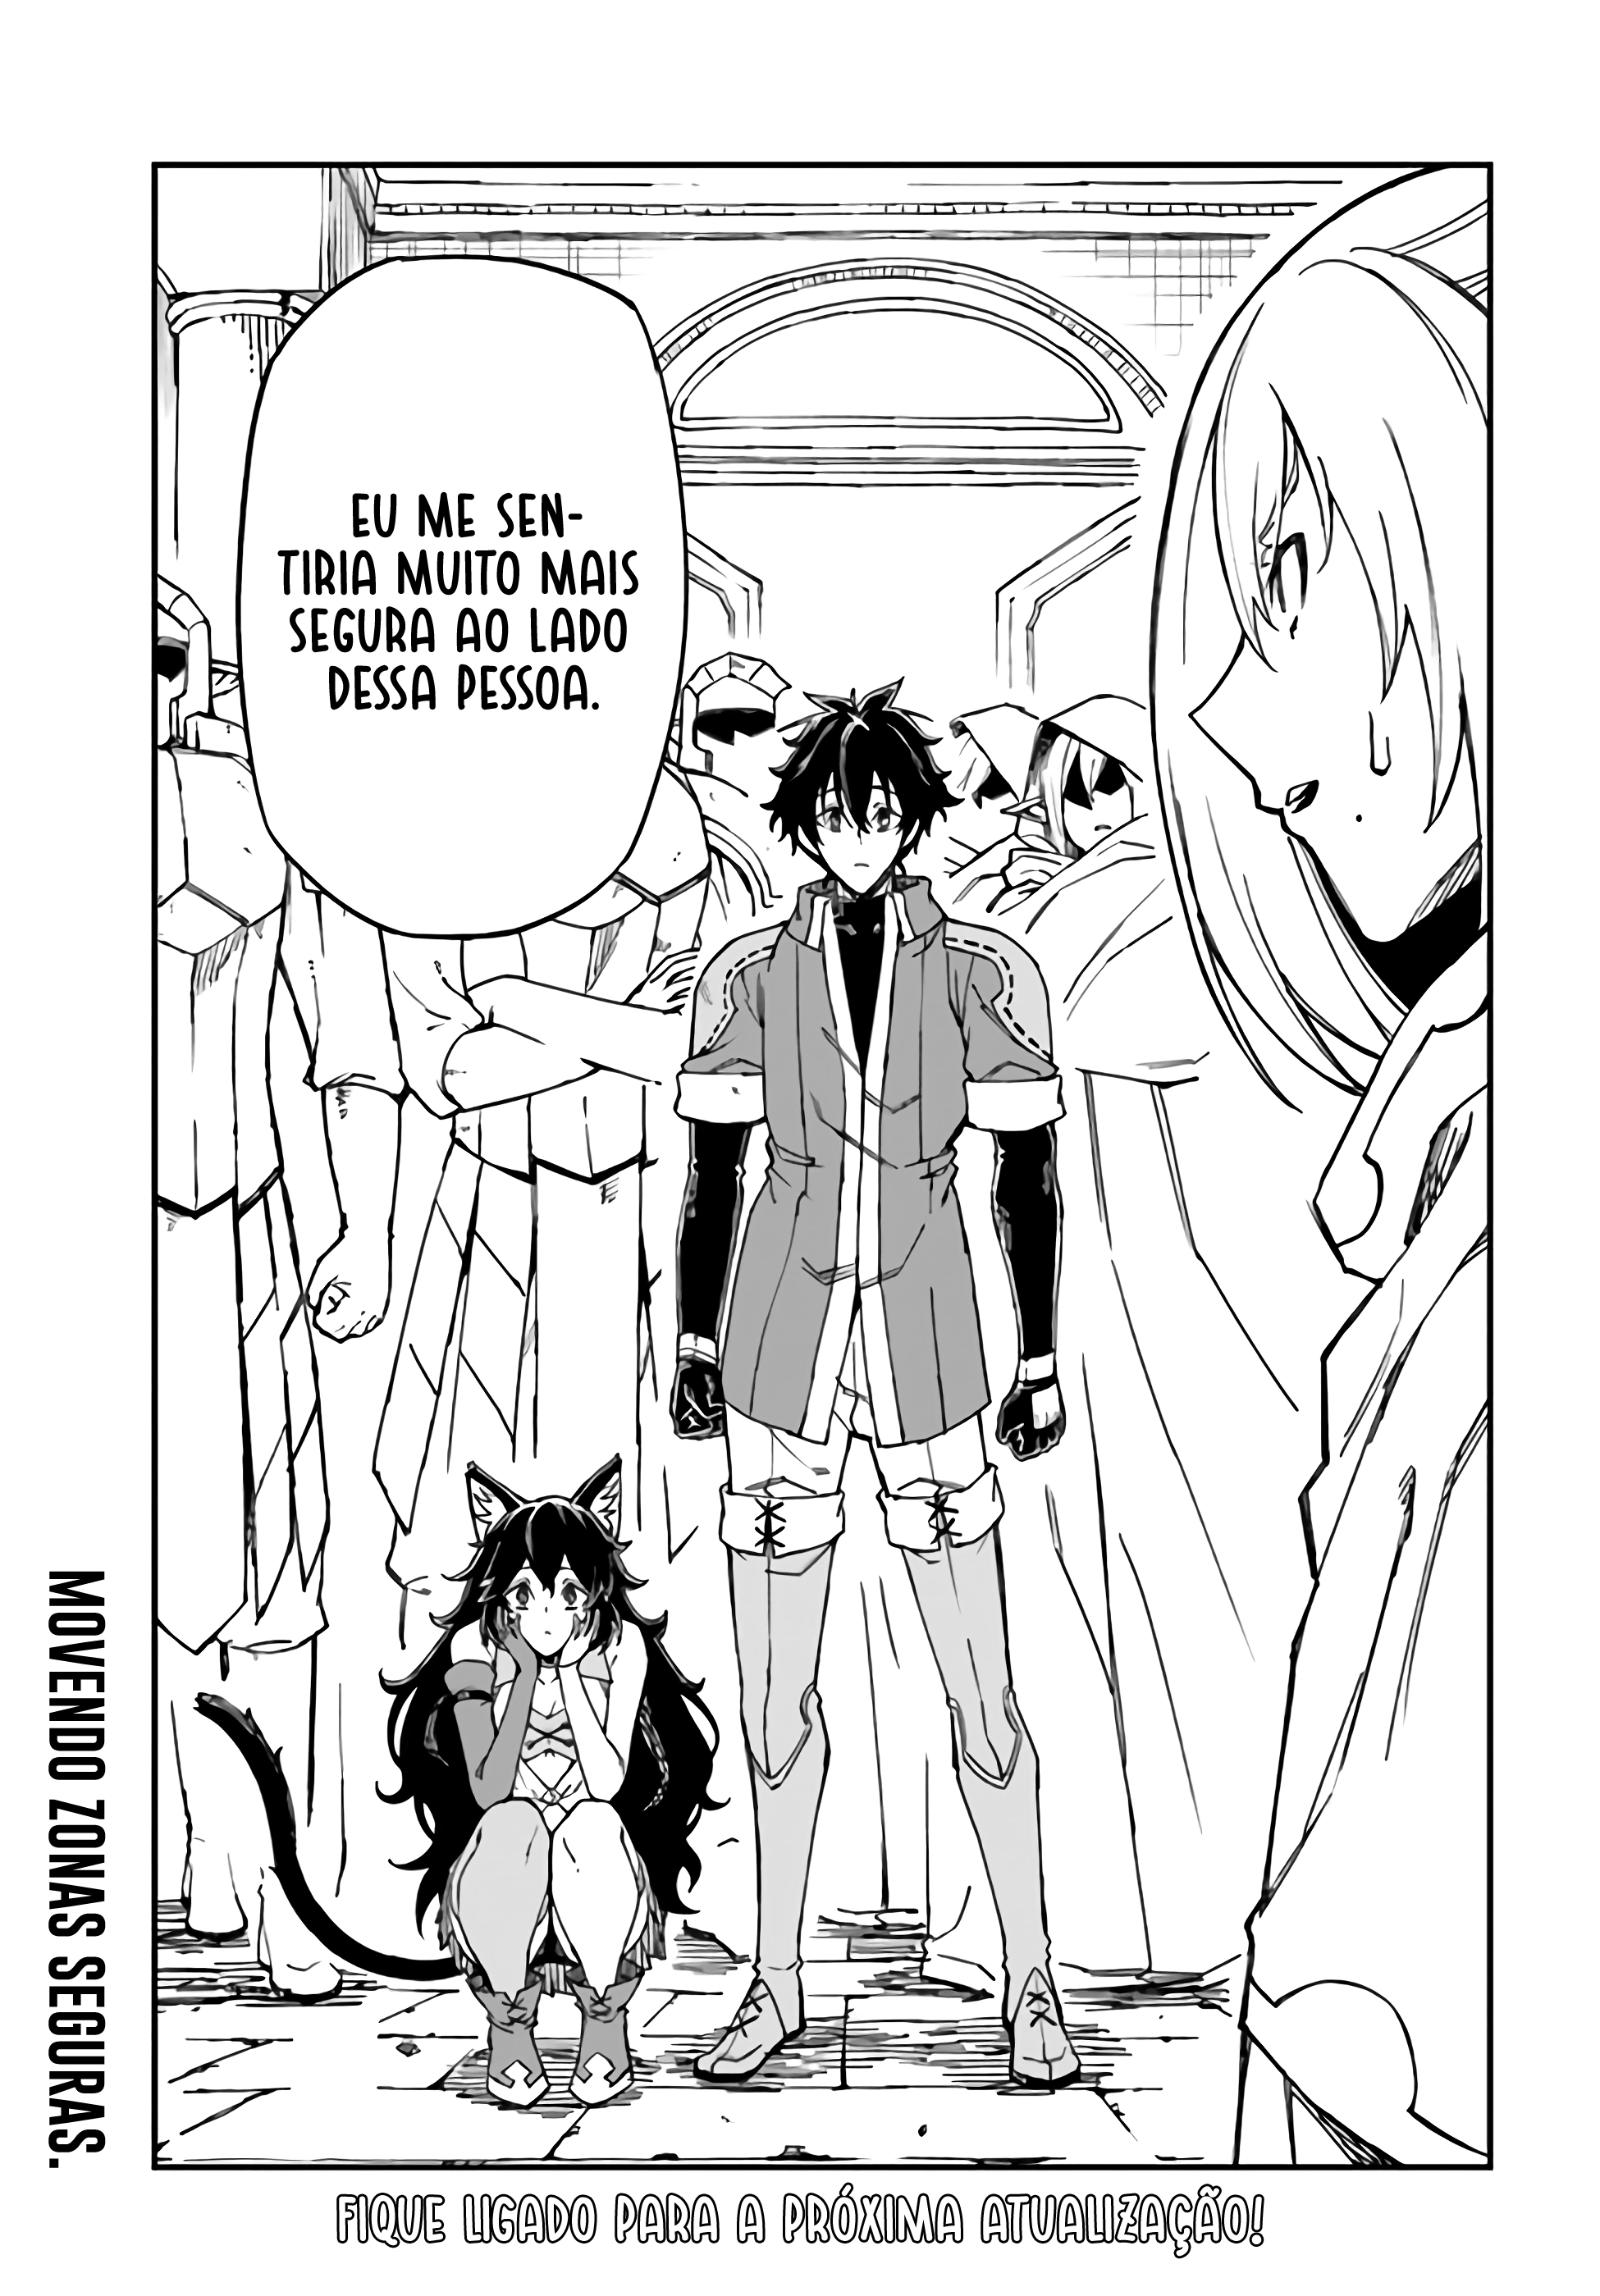 EU ME SEN-
TIRIA MUITO MAIS
SEGURA AO LADO
DESSA PESSOA.
MOVENDO ZONAS SEGURAS.
FIQUE LIGADO PARA A PRÓXIMA ATUALIZAÇÃO!